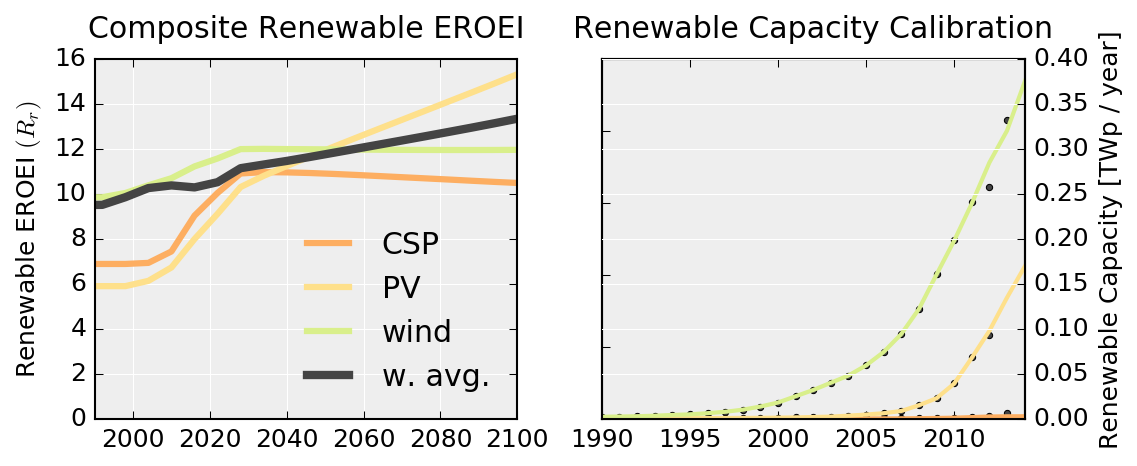 Composite Renewable EROEI
Renewable EROEI (R_r)
16
14
12
10
8
6
4
2
0
2000 2020 2040 2060 2080 2100
CSP
PV
wind
w. avg.
Renewable Capacity Calibration
0.40
0.35
0.30
0.25
0.20
0.15
0.10
0.05
0.00
1990 1995 2000 2005 2010
Renewable Capacity [TWp / year]